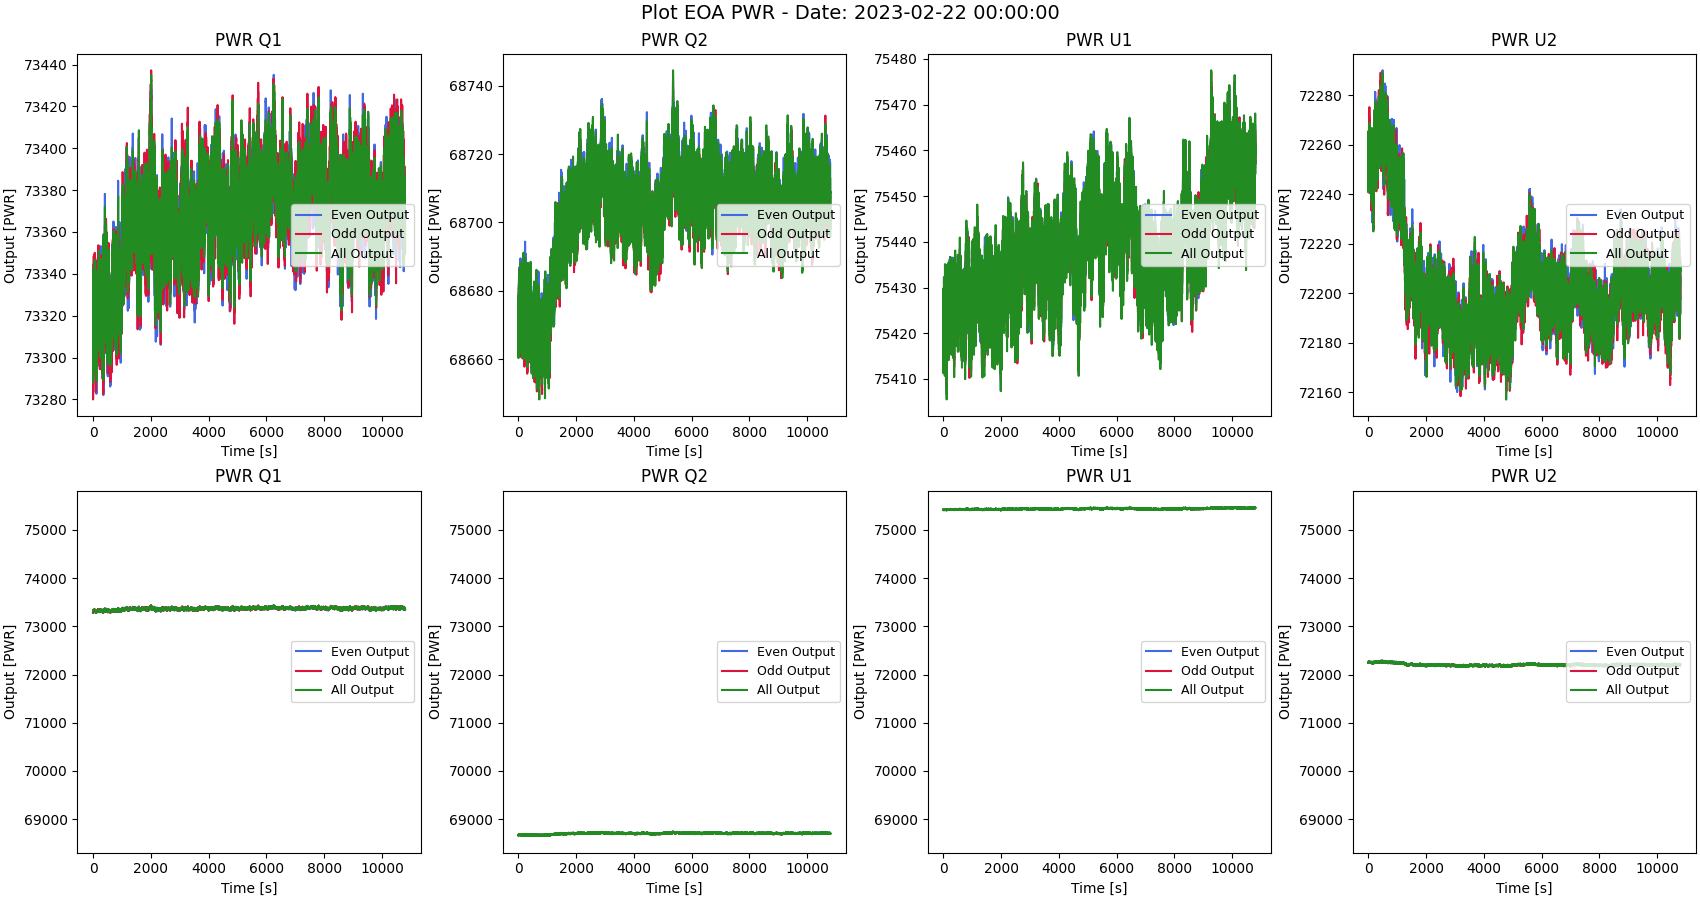 Plot EOA PWR - Date: 2023-02-22 00:00:00
PWR Q1
Output [PWR]
73440
73420
73400
73380
73360
73340
73320
73300
73280
0 2000 4000 6000 8000 10000
Time [s]
Even Output
Odd Output
All Output
PWR Q2
Output [PWR]
68740
68720
68700
68680
68660
0 2000 4000 6000 8000 10000
Time [s]
Even Output
Odd Output
All Output
PWR U1
Output [PWR]
75480
75470
75460
75450
75440
75430
75420
75410
0 2000 4000 6000 8000 10000
Time [s]
Even Output
Odd Output
All Output
PWR U2
Output [PWR]
72280
72260
72240
72220
72200
72180
72160
0 2000 4000 6000 8000 10000
Time [s]
Even Output
Odd Output
All Output
PWR Q1
Output [PWR]
75000
74000
73000
72000
71000
70000
69000
0 2000 4000 6000 8000 10000
Time [s]
Even Output
Odd Output
All Output
PWR Q2
Output [PWR]
75000
74000
73000
72000
71000
70000
69000
0 2000 4000 6000 8000 10000
Time [s]
Even Output
Odd Output
All Output
PWR U1
Output [PWR]
75000
74000
73000
72000
71000
70000
69000
0 2000 4000 6000 8000 10000
Time [s]
Even Output
Odd Output
All Output
PWR U2
Output [PWR]
75000
74000
73000
72000
71000
70000
69000
0 2000 4000 6000 8000 10000
Time [s]
Even Output
Odd Output
All Output